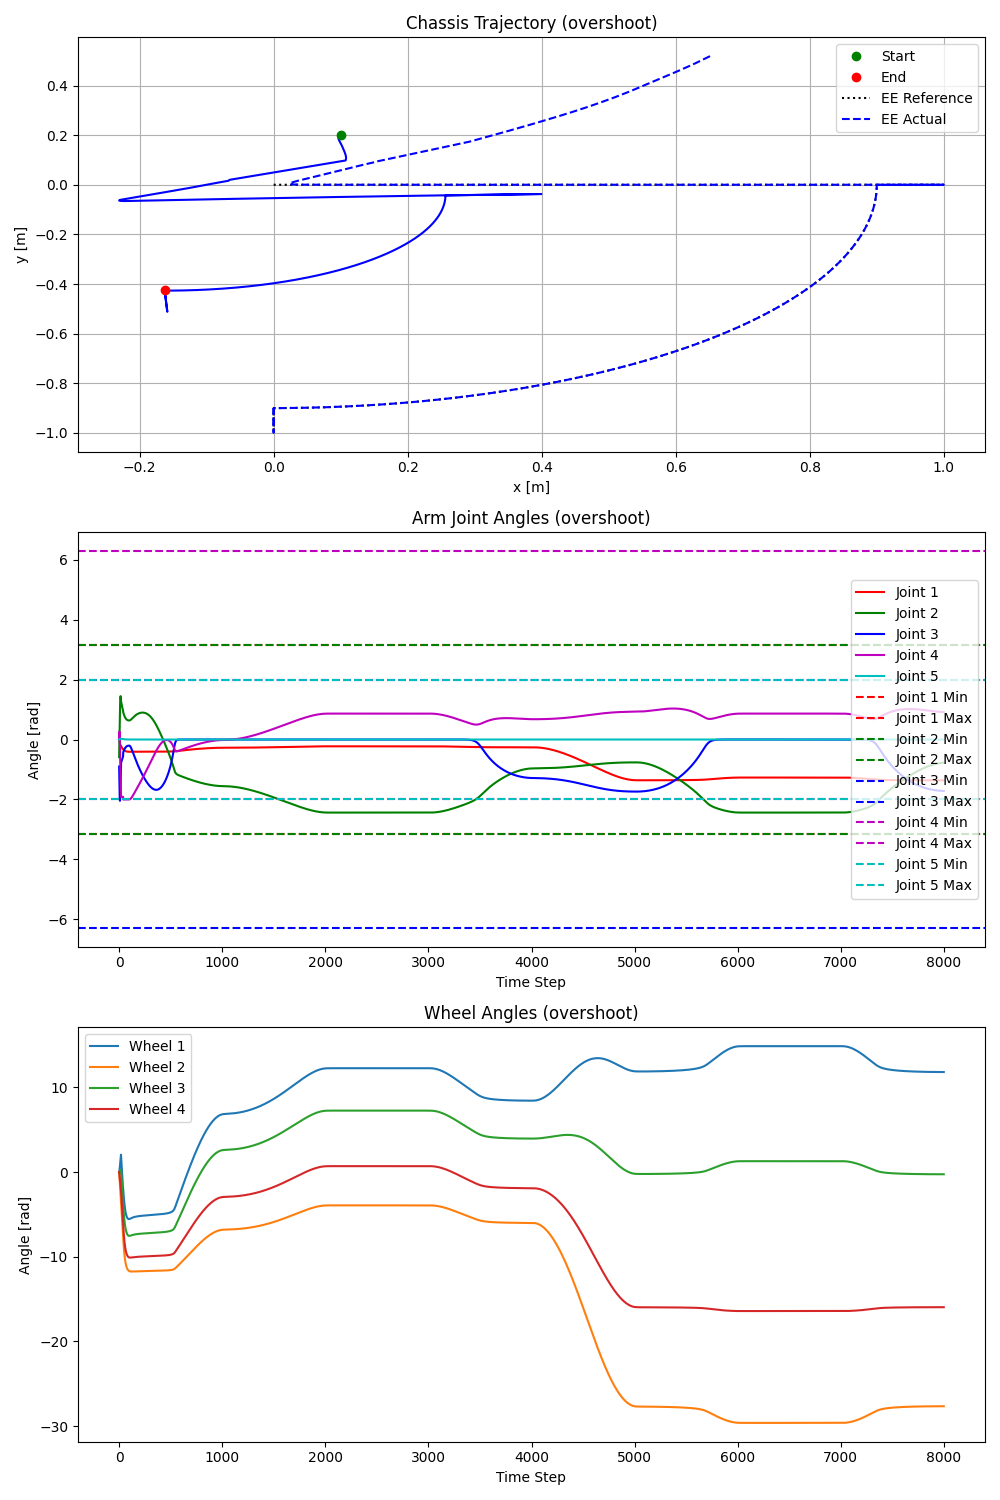 Chassis Trajectory (overshoot)
Start
End
EE Reference
EE Actual
0.4
0.2
0.0
−0.2
−0.4
−0.6
−0.8
−1.0
y [m]
−0.2 0.0 0.2 0.4 0.6 0.8 1.0
x [m]
Arm Joint Angles (overshoot)
6
4
2
0
−2
−4
−6
Angle [rad]
Joint 1
Joint 2
Joint 3
Joint 4
Joint 5
Joint 1 Min
Joint 1 Max
Joint 2 Min
Joint 2 Max
Joint 3 Min
Joint 3 Max
Joint 4 Min
Joint 4 Max
Joint 5 Min
Joint 5 Max
0 1000 2000 3000 4000 5000 6000 7000 8000
Time Step
Wheel Angles (overshoot)
Wheel 1
Wheel 2
Wheel 3
Wheel 4
10
0
−10
−20
−30
Angle [rad]
0 1000 2000 3000 4000 5000 6000 7000 8000
Time Step